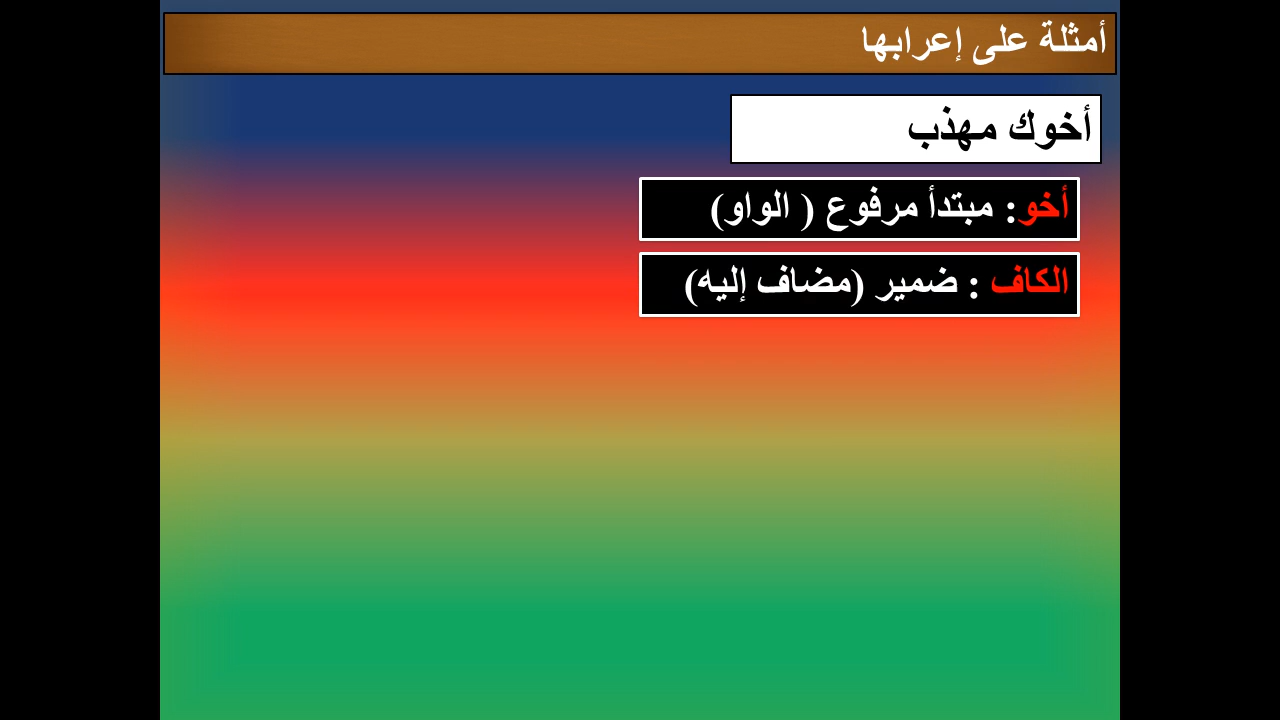 أمثلة على إعرابها
أخوك مهذب
أخو: مبتدأ مرفوع ( الواو)
الكاف : ضمير (مضاف إليه)